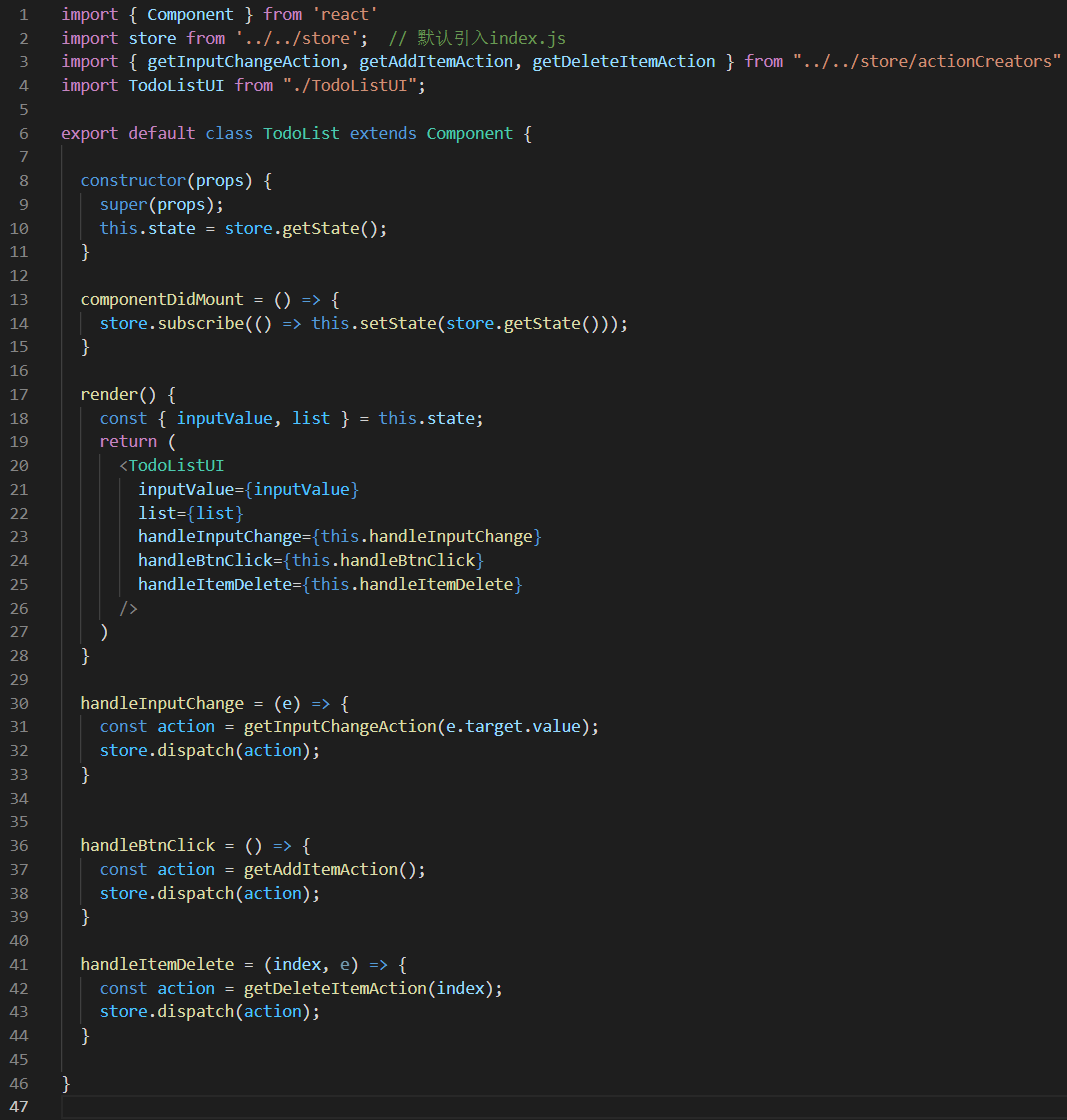 1 import { Component } from 'react'
2 import store from '../../store';  // 默认引入index.js
3 import { getInputChangeAction, getAddItemAction, getDeleteItemAction } from "../../store/actionCreators"
4 import TodoListUI from "./TodoListUI";
5
6 export default class TodoList extends Component {
7
8   constructor(props) {
9     super(props);
10     this.state = store.getState();
11   }
12
13   componentDidMount = () => {
14     store.subscribe(() => this.setState(store.getState()));
15   }
16
17   render() {
18     const { inputValue, list } = this.state;
19     return (
20       <TodoListUI
21         inputValue={inputValue}
22         list={list}
23         handleInputChange={this.handleInputChange}
24         handleBtnClick={this.handleBtnClick}
25         handleItemDelete={this.handleItemDelete}
26       />
27     )
28   }
29
30   handleInputChange = (e) => {
31     const action = getInputChangeAction(e.target.value);
32     store.dispatch(action);
33   }
34
35
36   handleBtnClick = () => {
37     const action = getAddItemAction();
38     store.dispatch(action);
39   }
40
41   handleItemDelete = (index, e) => {
42     const action = getDeleteItemAction(index);
43     store.dispatch(action);
44   }
45
46 }
47